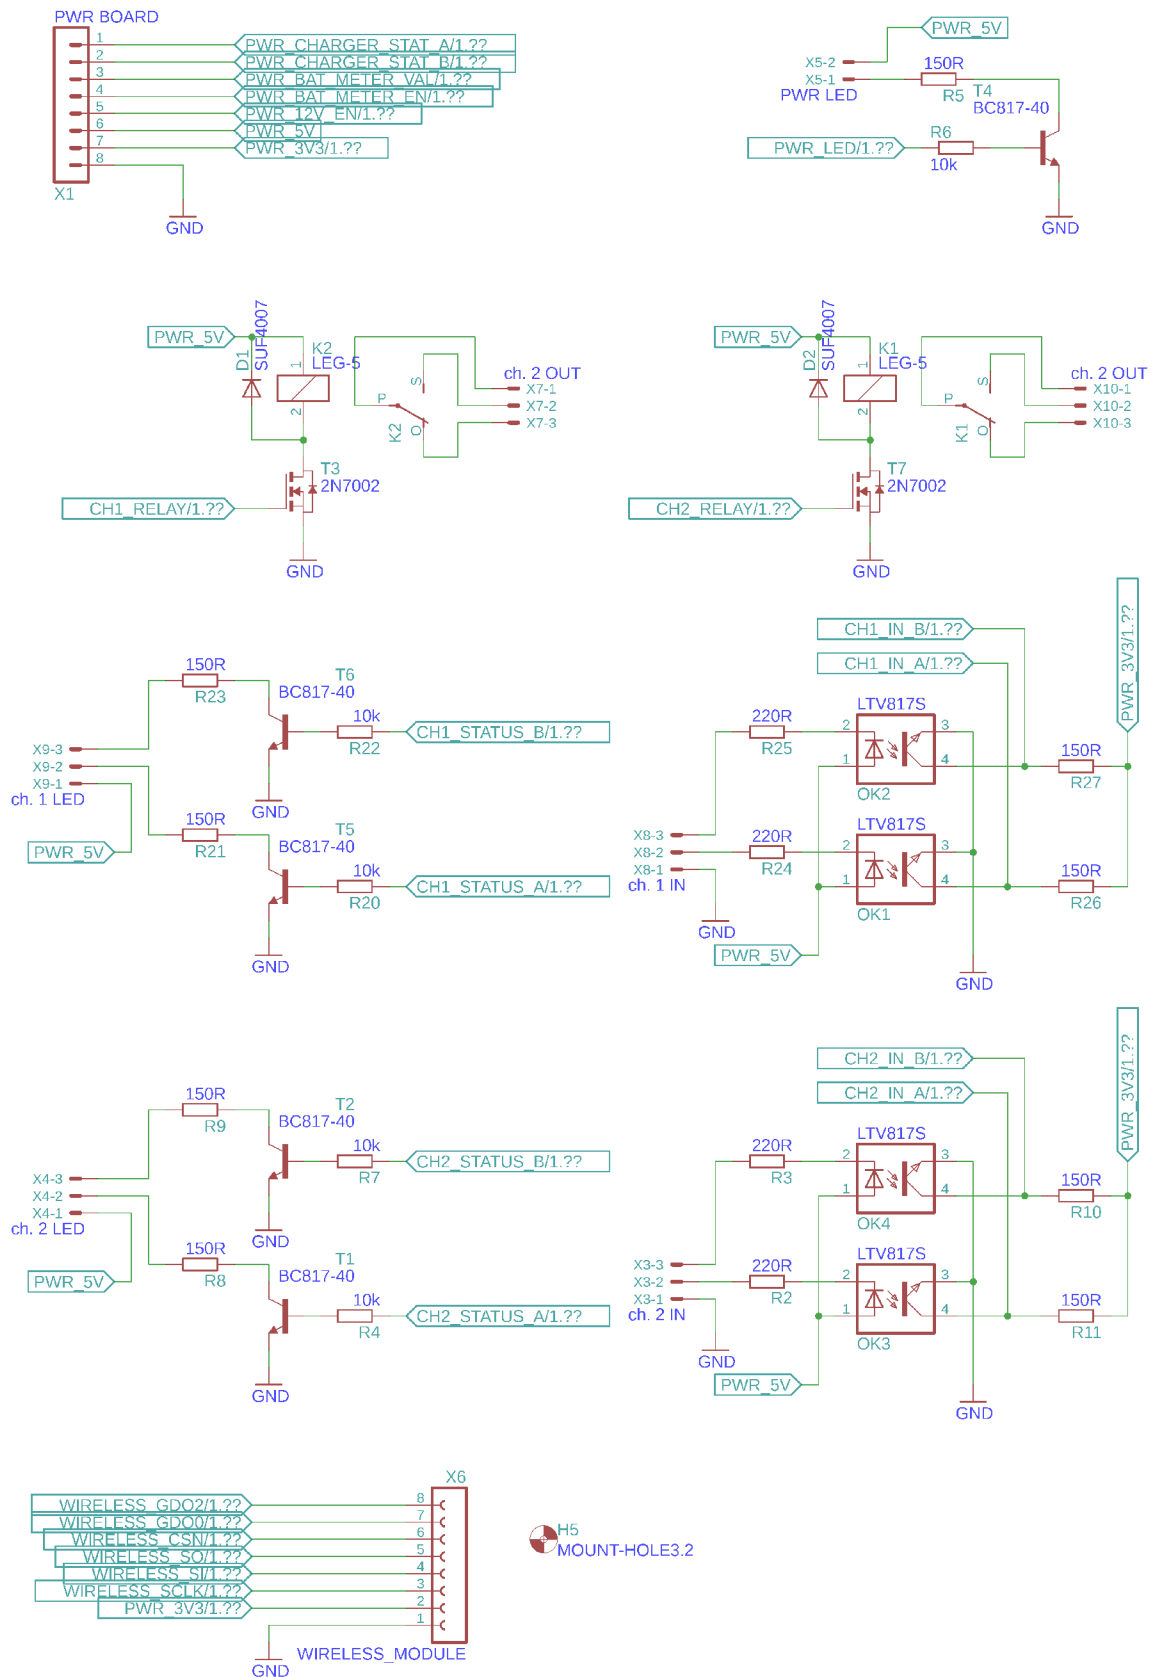 PWR BOARD
1 PWR_CHARGER_STAT_A/1.??
2 PWR_CHARGER_STAT_B/1.??
3 PWR_BAT_METER_VAL/1.??
4 PWR_BAT_METER_EN/1.??
5 PWR_12V_EN/1.??
6 PWR_5V
7 PWR_3V3/1.??
8
X1
GND
PWR_5V
X5-2
X5-1
PWR LED
150R
R5
T4
BC817-40
PWR_LED/1.??
R6
10k
GND
PWR_5V
D1
SUF4007
K2
LEG-5
1
2
P
S
O
K2
ch. 2 OUT
X7-1
X7-2
X7-3
T3
2N7002
CH1_RELAY/1.??
GND
PWR_5V
D2
SUF4007
K1
LEG-5
1
2
P
S
O
K1
ch. 2 OUT
X10-1
X10-2
X10-3
T7
2N7002
CH2_RELAY/1.??
GND
150R
R23
T6
BC817-40
10k
R22
CH1_STATUS_B/1.??
GND
X9-3
X9-2
X9-1
ch. 1 LED
PWR_5V
150R
R21
T5
BC817-40
10k
R20
CH1_STATUS_A/1.??
GND
CH1_IN_B/1.??
CH1_IN_A/1.??
PWR_3V3/1.??
220R
R25
LTV817S
2
1
3
4
OK2
150R
R27
X8-3
X8-2
X8-1
ch. 1 IN
220R
R24
LTV817S
2
1
3
4
OK1
150R
R26
GND
PWR_5V
GND
150R
R9
T2
BC817-40
10k
R7
CH2_STATUS_B/1.??
GND
X4-3
X4-2
X4-1
ch. 2 LED
PWR_5V
150R
R8
T1
BC817-40
10k
R4
CH2_STATUS_A/1.??
GND
CH2_IN_B/1.??
CH2_IN_A/1.??
PWR_3V3/1.??
220R
R3
LTV817S
2
1
3
4
OK4
150R
R10
X3-3
X3-2
X3-1
ch. 2 IN
220R
R2
LTV817S
2
1
3
4
OK3
150R
R11
GND
PWR_5V
GND
X6
WIRELESS_GDO2/1.?? 8
WIRELESS_GDO0/1.?? 7
WIRELESS_CSN/1.?? 6
WIRELESS_SO/1.?? 5
WIRELESS_SI/1.?? 4
WIRELESS_SCLK/1.?? 3
PWR_3V3/1.?? 2
1
WIRELESS_MODULE
GND
H5
MOUNT-HOLE3.2